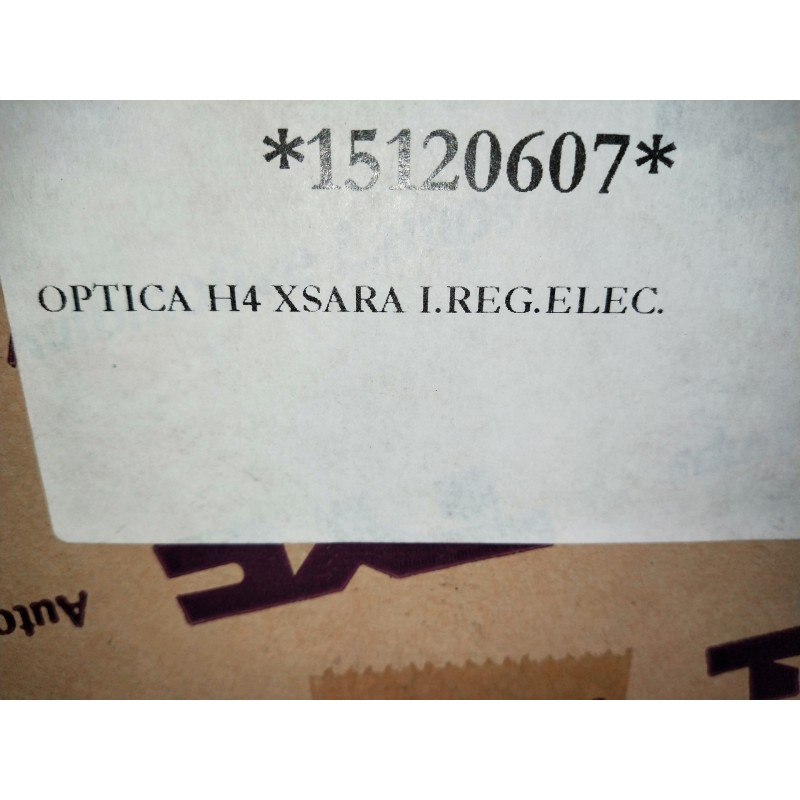 *15120607*
OPTICA H4 XSARA I.REG.ELEC.
Auto